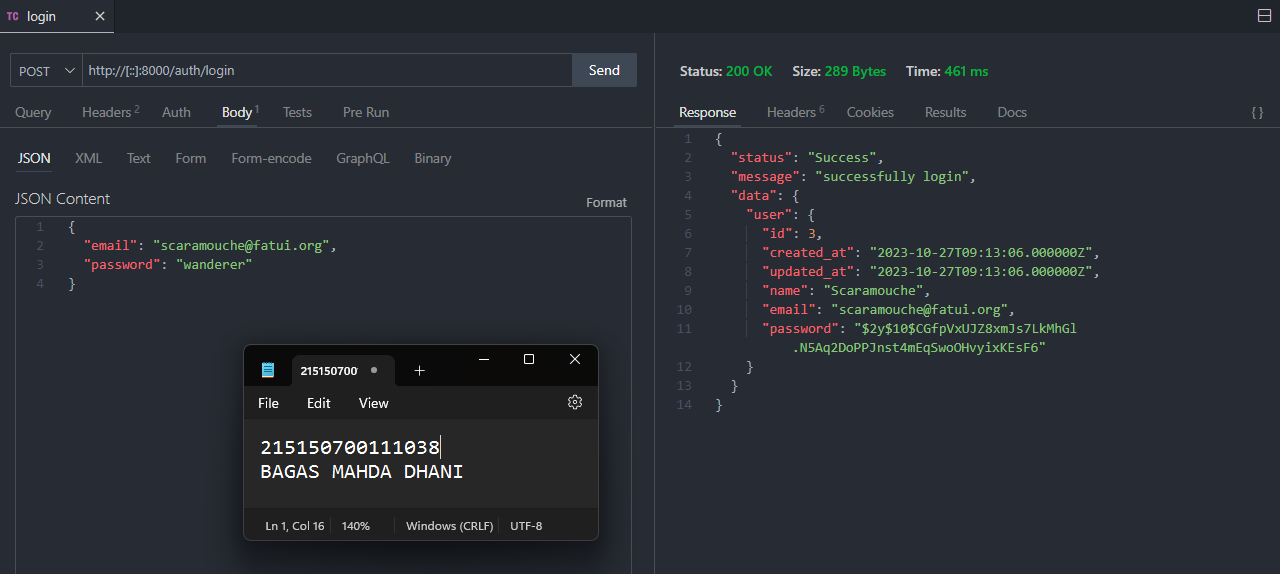 TC login
POST http://[::]:8000/auth/login Send
Query Headers 2 Auth Body 1 Tests Pre Run
JSON XML Text Form Form-encode GraphQL Binary
JSON Content
Format
1 {
2 "email": "scaramouche@fatui.org",
3 "password": "wanderer"
4 }
Status: 200 OK Size: 289 Bytes Time: 461 ms
Response Headers 6 Cookies Results Docs { }
1 {
2 "status": "Success",
3 "message": "successfully login",
4 "data": {
5 "user": {
6 "id": 3,
7 "created_at": "2023-10-27T09:13:06.000000Z",
8 "updated_at": "2023-10-27T09:13:06.000000Z",
9 "name": "Scaramouche",
10 "email": "scaramouche@fatui.org",
11 "password": "$2y$10$CGfpVxUJZ8xmJs7LkMhGl
.N5Aq2DoPPJnst4mEqSwoOHvyixKEsF6"
12 }
13 }
14 }
215150700
File Edit View
215150700111038
BAGAS MAHDA DHANI
Ln 1, Col 16 140% Windows (CRLF) UTF-8